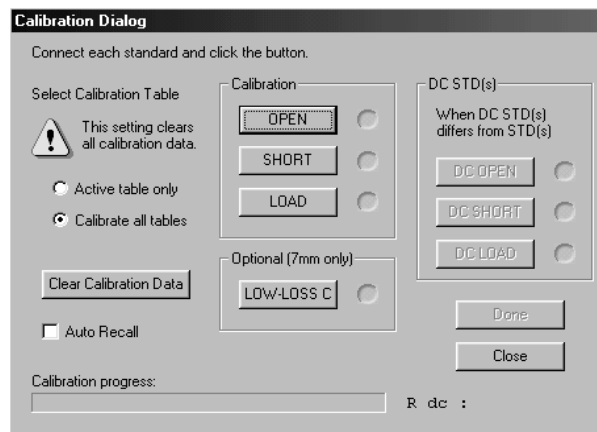 Calibration Dialog
Connect each standard and click the button.
Select Calibration Table
This setting clears
all calibration data.
Active table only
Calibrate all tables
Clear Calibration Data
Auto Recall
Calibration
OPEN
SHORT
LOAD
Optional (7mm only)
LOW-LOSS C
DC STD(s)
When DC STD(s)
differs from STD(s)
DC OPEN
DC SHORT
DC LOAD
Done
Close
Calibration progress:
R dc :